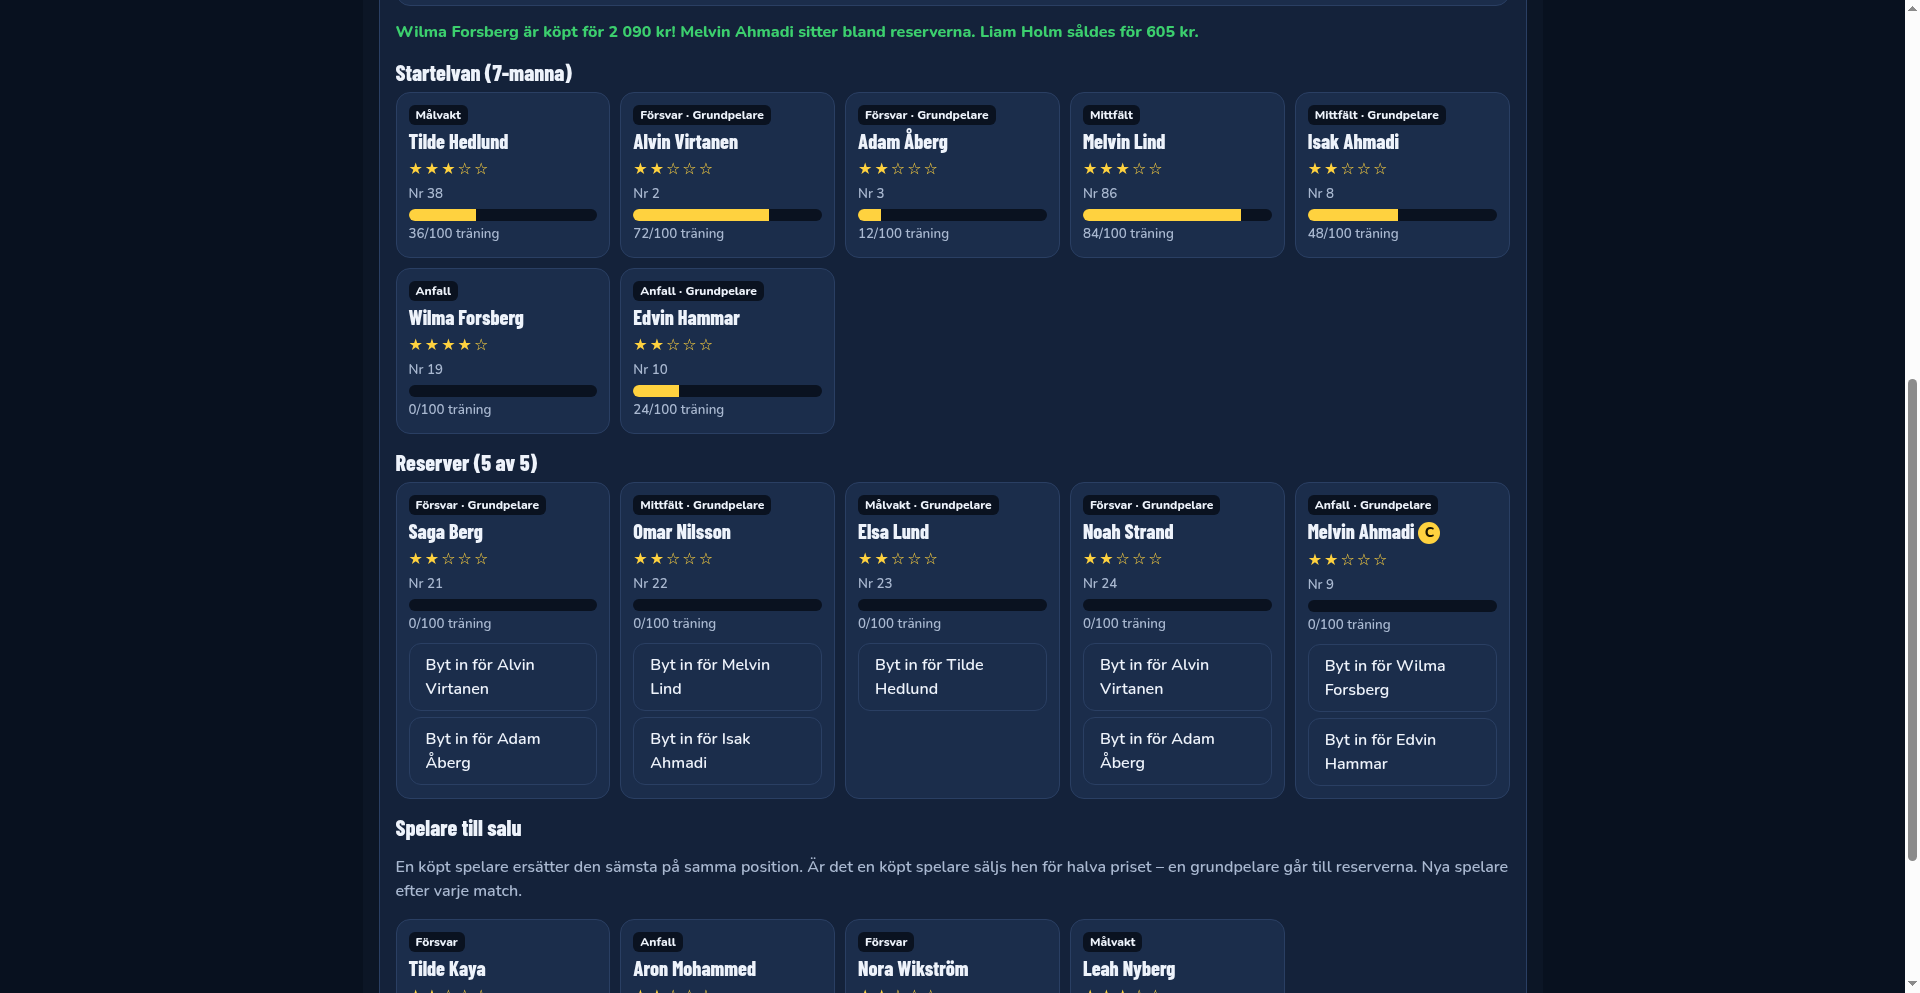 Wilma Forsberg är köpt för 2 090 kr! Melvin Ahmadi sitter bland reserverna. Liam Holm såldes för 605 kr.
Startelvan (7-manna)
Målvakt
Tilde Hedlund
★★★☆☆
Nr 38
36/100 träning
Försvar · Grundpelare
Alvin Virtanen
★★☆☆☆
Nr 2
72/100 träning
Försvar · Grundpelare
Adam Åberg
★★☆☆☆
Nr 3
12/100 träning
Mittfält
Melvin Lind
★★★☆☆
Nr 86
84/100 träning
Mittfält · Grundpelare
Isak Ahmadi
★★☆☆☆
Nr 8
48/100 träning
Anfall
Wilma Forsberg
★★★★☆
Nr 19
0/100 träning
Anfall · Grundpelare
Edvin Hammar
★★☆☆☆
Nr 10
24/100 träning
Reserver (5 av 5)
Försvar · Grundpelare
Saga Berg
★★☆☆☆
Nr 21
0/100 träning
Byt in för Alvin
Virtanen
Byt in för Adam
Åberg
Mittfält · Grundpelare
Omar Nilsson
★★☆☆☆
Nr 22
0/100 träning
Byt in för Melvin
Lind
Byt in för Isak
Ahmadi
Målvakt · Grundpelare
Elsa Lund
★★☆☆☆
Nr 23
0/100 träning
Byt in för Tilde
Hedlund
Försvar · Grundpelare
Noah Strand
★★☆☆☆
Nr 24
0/100 träning
Byt in för Alvin
Virtanen
Byt in för Adam
Åberg
Anfall · Grundpelare
Melvin Ahmadi C
★★☆☆☆
Nr 9
0/100 träning
Byt in för Wilma
Forsberg
Byt in för Edvin
Hammar
Spelare till salu
En köpt spelare ersätter den sämsta på samma position. Är det en köpt spelare säljs hen för halva priset – en grundpelare går till reserverna. Nya spelare
efter varje match.
Försvar
Tilde Kaya
Anfall
Aron Mohammed
Försvar
Nora Wikström
Målvakt
Leah Nyberg